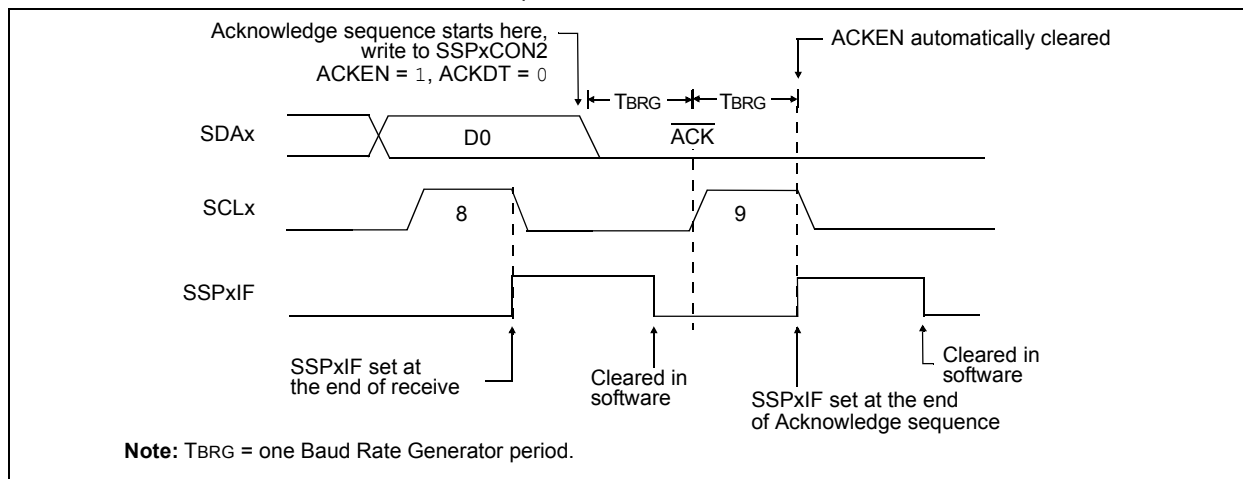 Acknowledge sequence starts here,
write to SSPxCON2
ACKEN = 1, ACKDT = 0
ACKEN automatically cleared
TBRG
TBRG
SDAx
D0
ACK
SCLx
8
9
SSPxIF
SSPxIF set at
the end of receive
Cleared in
software
SSPxIF set at the end
of Acknowledge sequence
Cleared in
software
Note: TBRG = one Baud Rate Generator period.